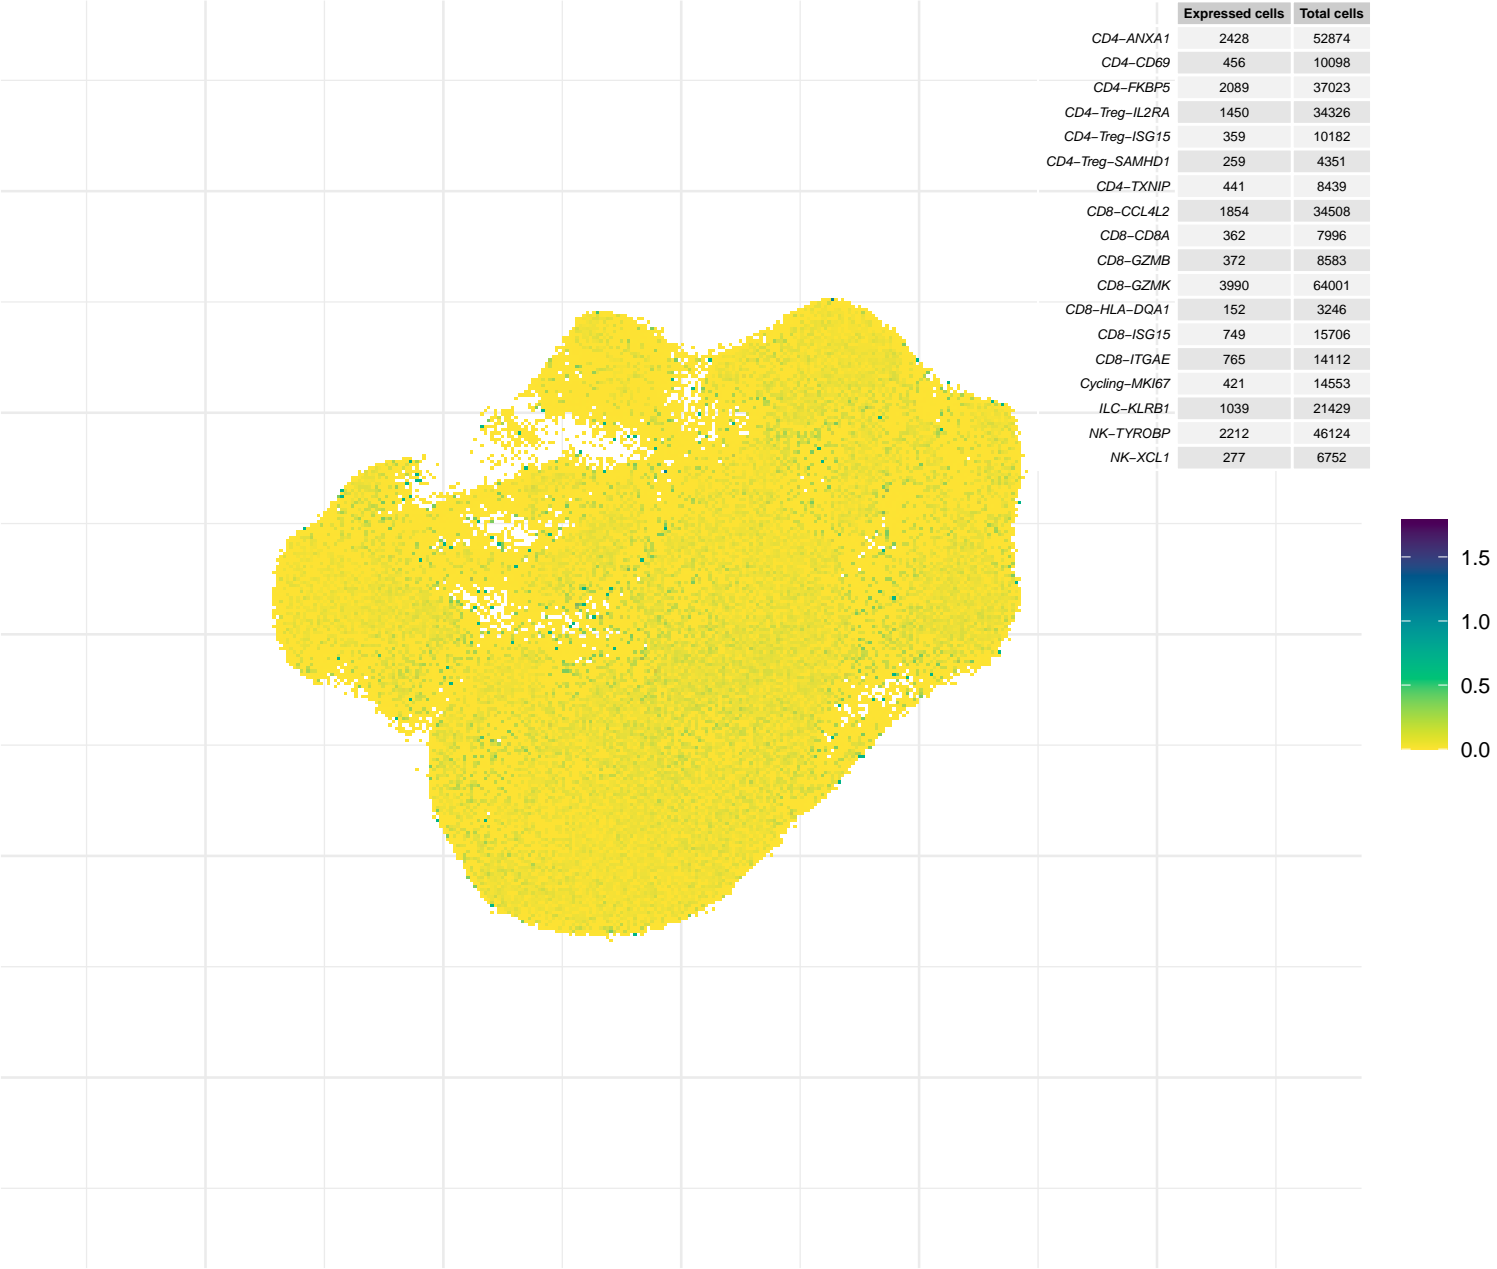 Expressed cells Total cells
CD4−ANXA1 2428 52874
CD4−CD69 456 10098
CD4−FKBP5 2089 37023
CD4−Treg−IL2RA 1450 34326
CD4−Treg−ISG15 359 10182
CD4−Treg−SAMHD1 259 4351
CD4−TXNIP 441 8439
CD8−CCL4L2 1854 34508
CD8−CD8A 362 7996
CD8−GZMB 372 8583
CD8−GZMK 3990 64001
CD8−HLA−DQA1 152 3246
CD8−ISG15 749 15706
CD8−ITGAE 765 14112
Cycling−MKI67 421 14553
ILC−KLRB1 1039 21429
NK−TYROBP 2212 46124
NK−XCL1 277 6752
1.5
1.0
0.5
0.0